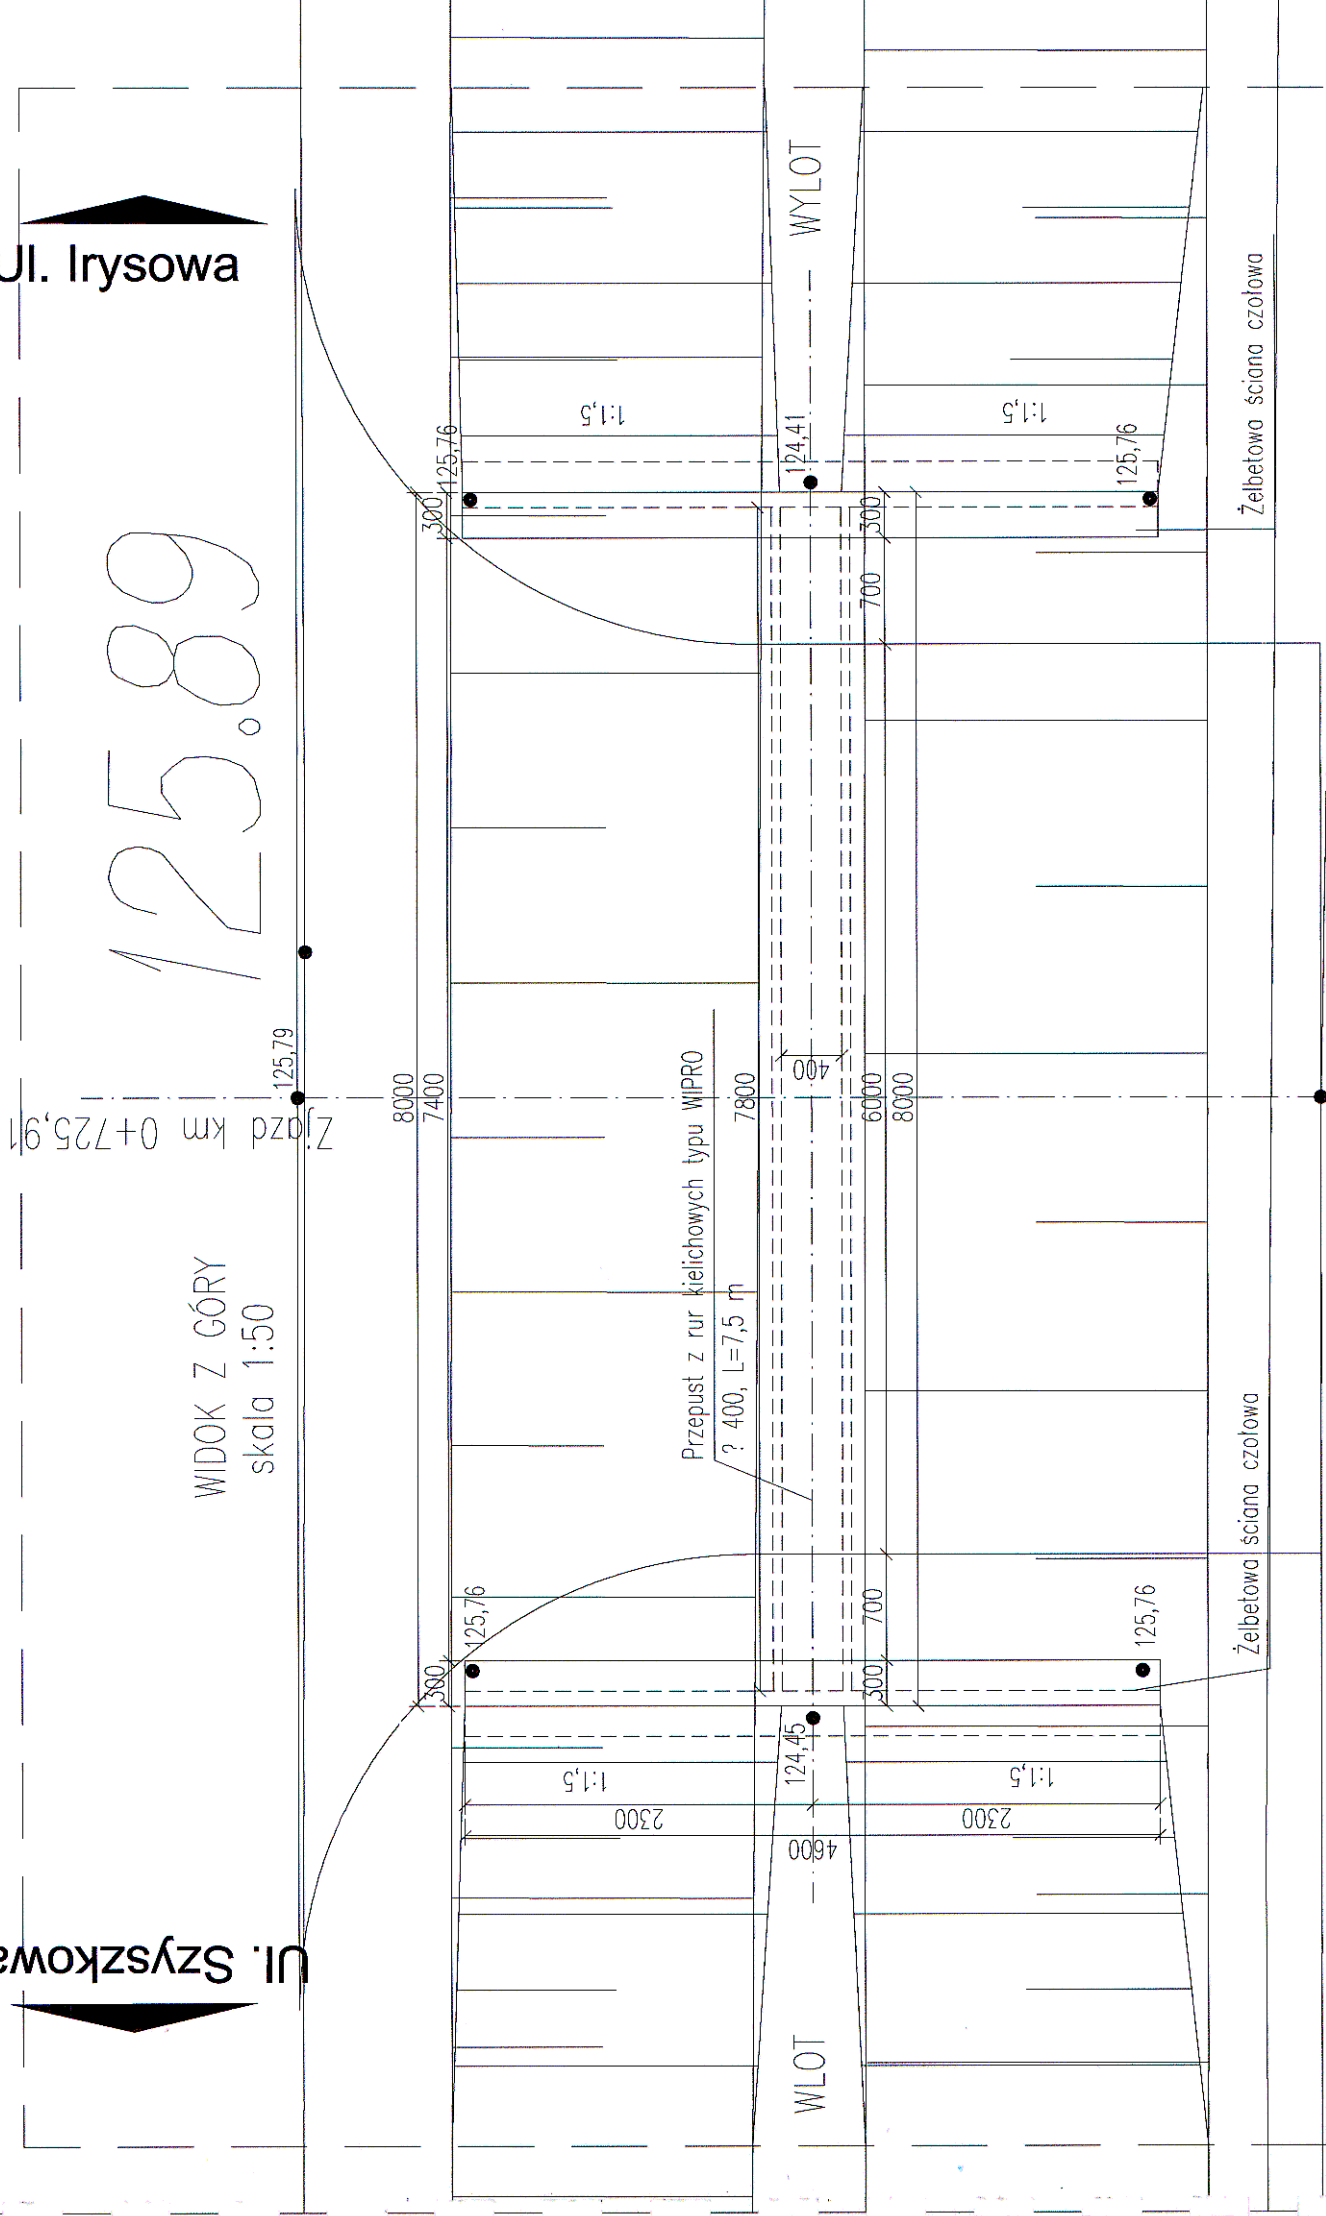 Ul. Irysowa
125.89
125,79
Zjazd km 0+725,91
WIDOK Z GÓRY
skala 1:50
Ul. Szyszkowa
8000
7400
300
125,76
300
125,76
1:1,5
1:1,5
WYLOT
124,41
300
700
125,76
Żelbetowa ściana czołowa
7800
400
6000
8000
Przepust z rur kielichowych typu WIPRO
? 400, L=7,5 m
700
300
125,76
Żelbetowa ściana czołowa
124,45
1:1,5
1:1,5
2300
2300
4600
WLOT